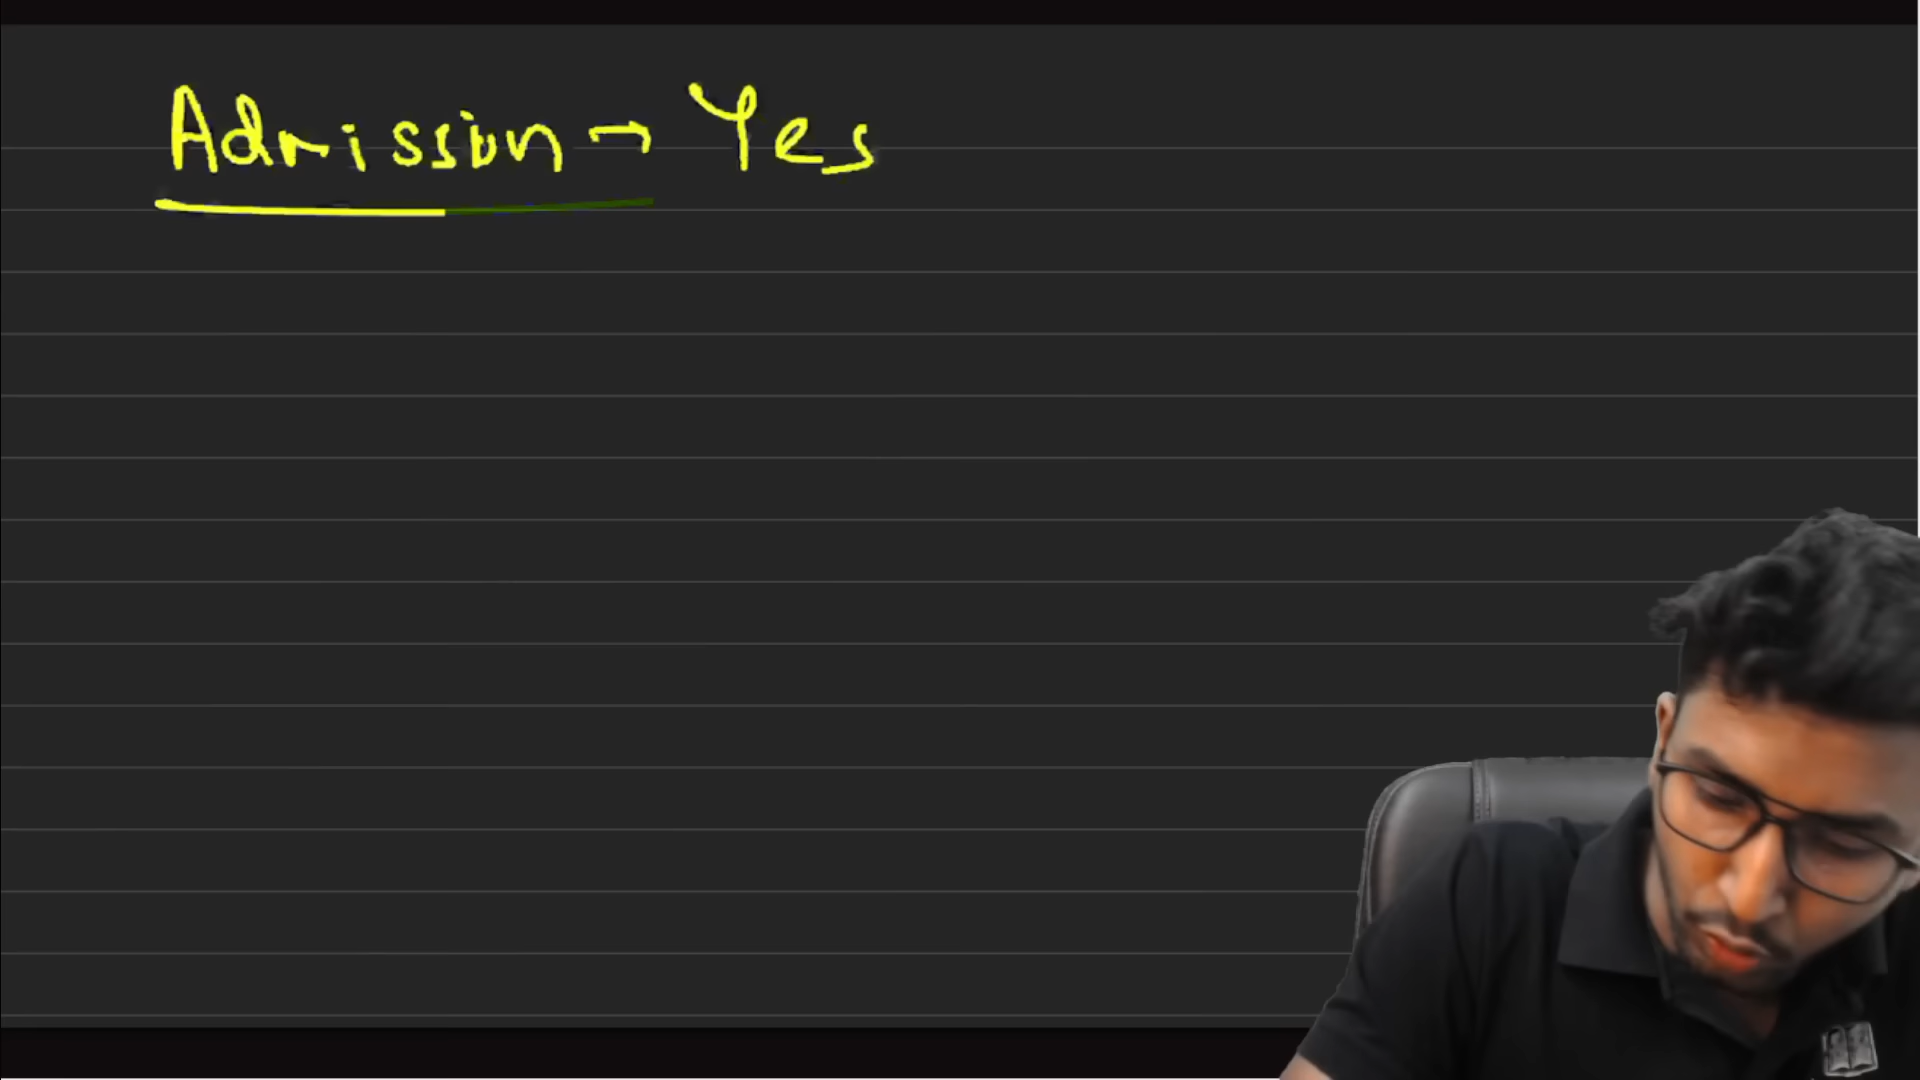 Admission → Yes